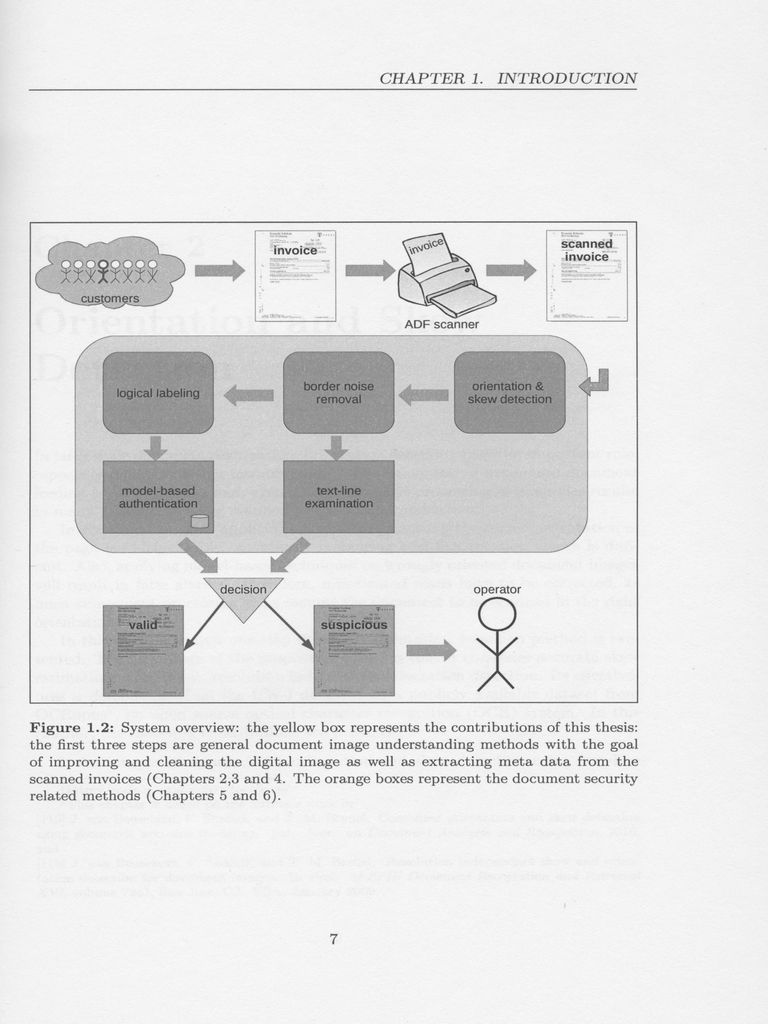 CHAPTER 1. INTRODUCTION
customers
invoice
invoice
ADF scanner
scanned
invoice
logical labeling
border noise
removal
orientation &
skew detection
model-based
authentication
text-line
examination
decision
valid
suspicious
operator
Figure 1.2: System overview: the yellow box represents the contributions of this thesis:
the first three steps are general document image understanding methods with the goal
of improving and cleaning the digital image as well as extracting meta data from the
scanned invoices (Chapters 2,3 and 4. The orange boxes represent the document security
related methods (Chapters 5 and 6).
7